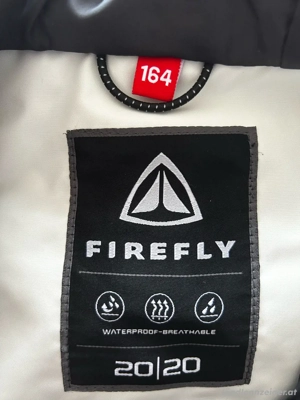 164
FIREFLY
WATERPROOF-BREATHABLE
20|20